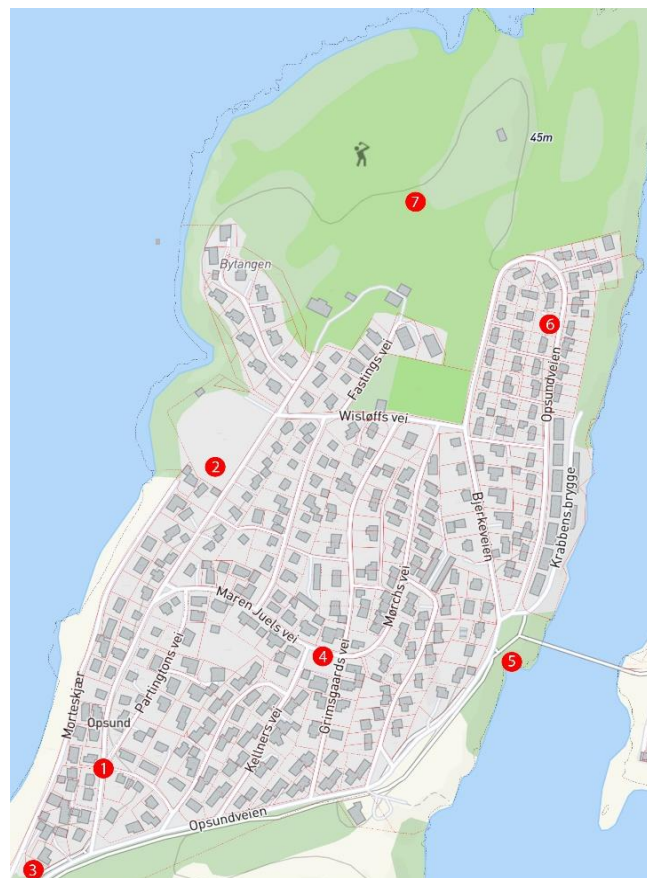 45m
7
Bytangen
6
Fastings vei
Opsundveien
Wisløffs vei
2
Krabbens brygge
Bjerkeveien
Mørchs vei
Maren Juels vei
4
5
Grimsgaards vei
Partingtons vei
Morteskjær
Opsund
Kellners vei
1
Opsundveien
3